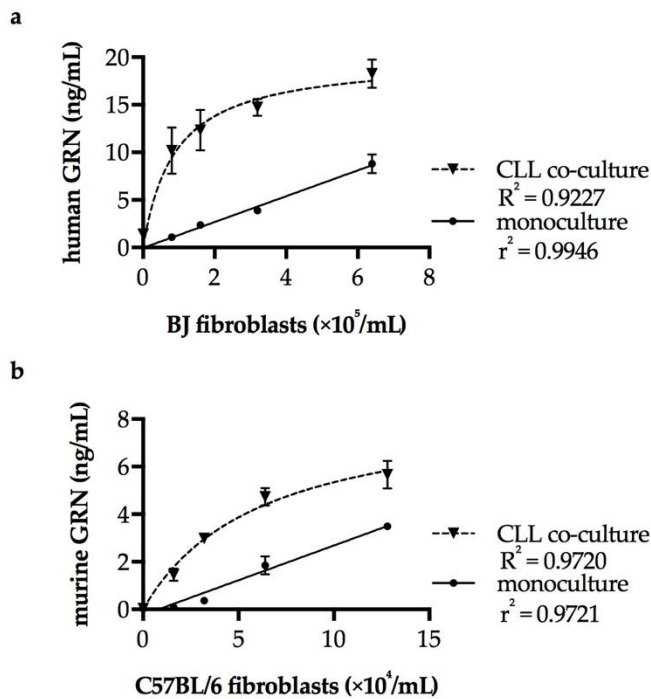 a
human GRN (ng/mL)
20
15
10
5
0
0 2 4 6 8
BJ fibroblasts (×10⁵/mL)
CLL co-culture
R² = 0.9227
monoculture
r² = 0.9946
b
murine GRN (ng/mL)
8
6
4
2
0
0 5 10 15
C57BL/6 fibroblasts (×10⁴/mL)
CLL co-culture
R² = 0.9720
monoculture
r² = 0.9721